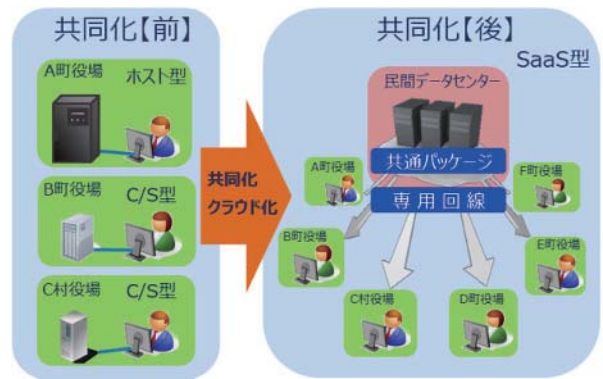 共同化【前】
A町役場 ホスト型
B町役場 C/S型
C村役場 C/S型
共同化
クラウド化
共同化【後】
SaaS型
民間データセンター
共通パッケージ
専用回線
A町役場
B町役場
C村役場
D町役場
E町役場
F町役場